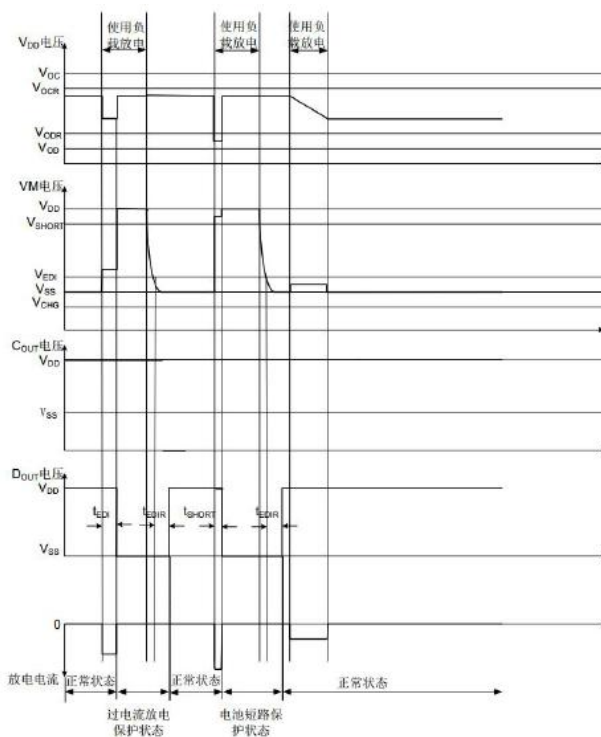 使用负
载放电
使用负
载放电
使用负
载放电
VDD电压
VOC
VOCR
VODR
VOD
VM电压
VDD
VSHORT
VEDI
VSS
VCHG
COUT电压
VDD
VSS
DOUT电压
VDD
tEDI
tEDIR
tSHORT
tEDIR
VSS
0
放电电流
正常状态
正常状态
正常状态
过电流放电
保护状态
电池短路保
护状态